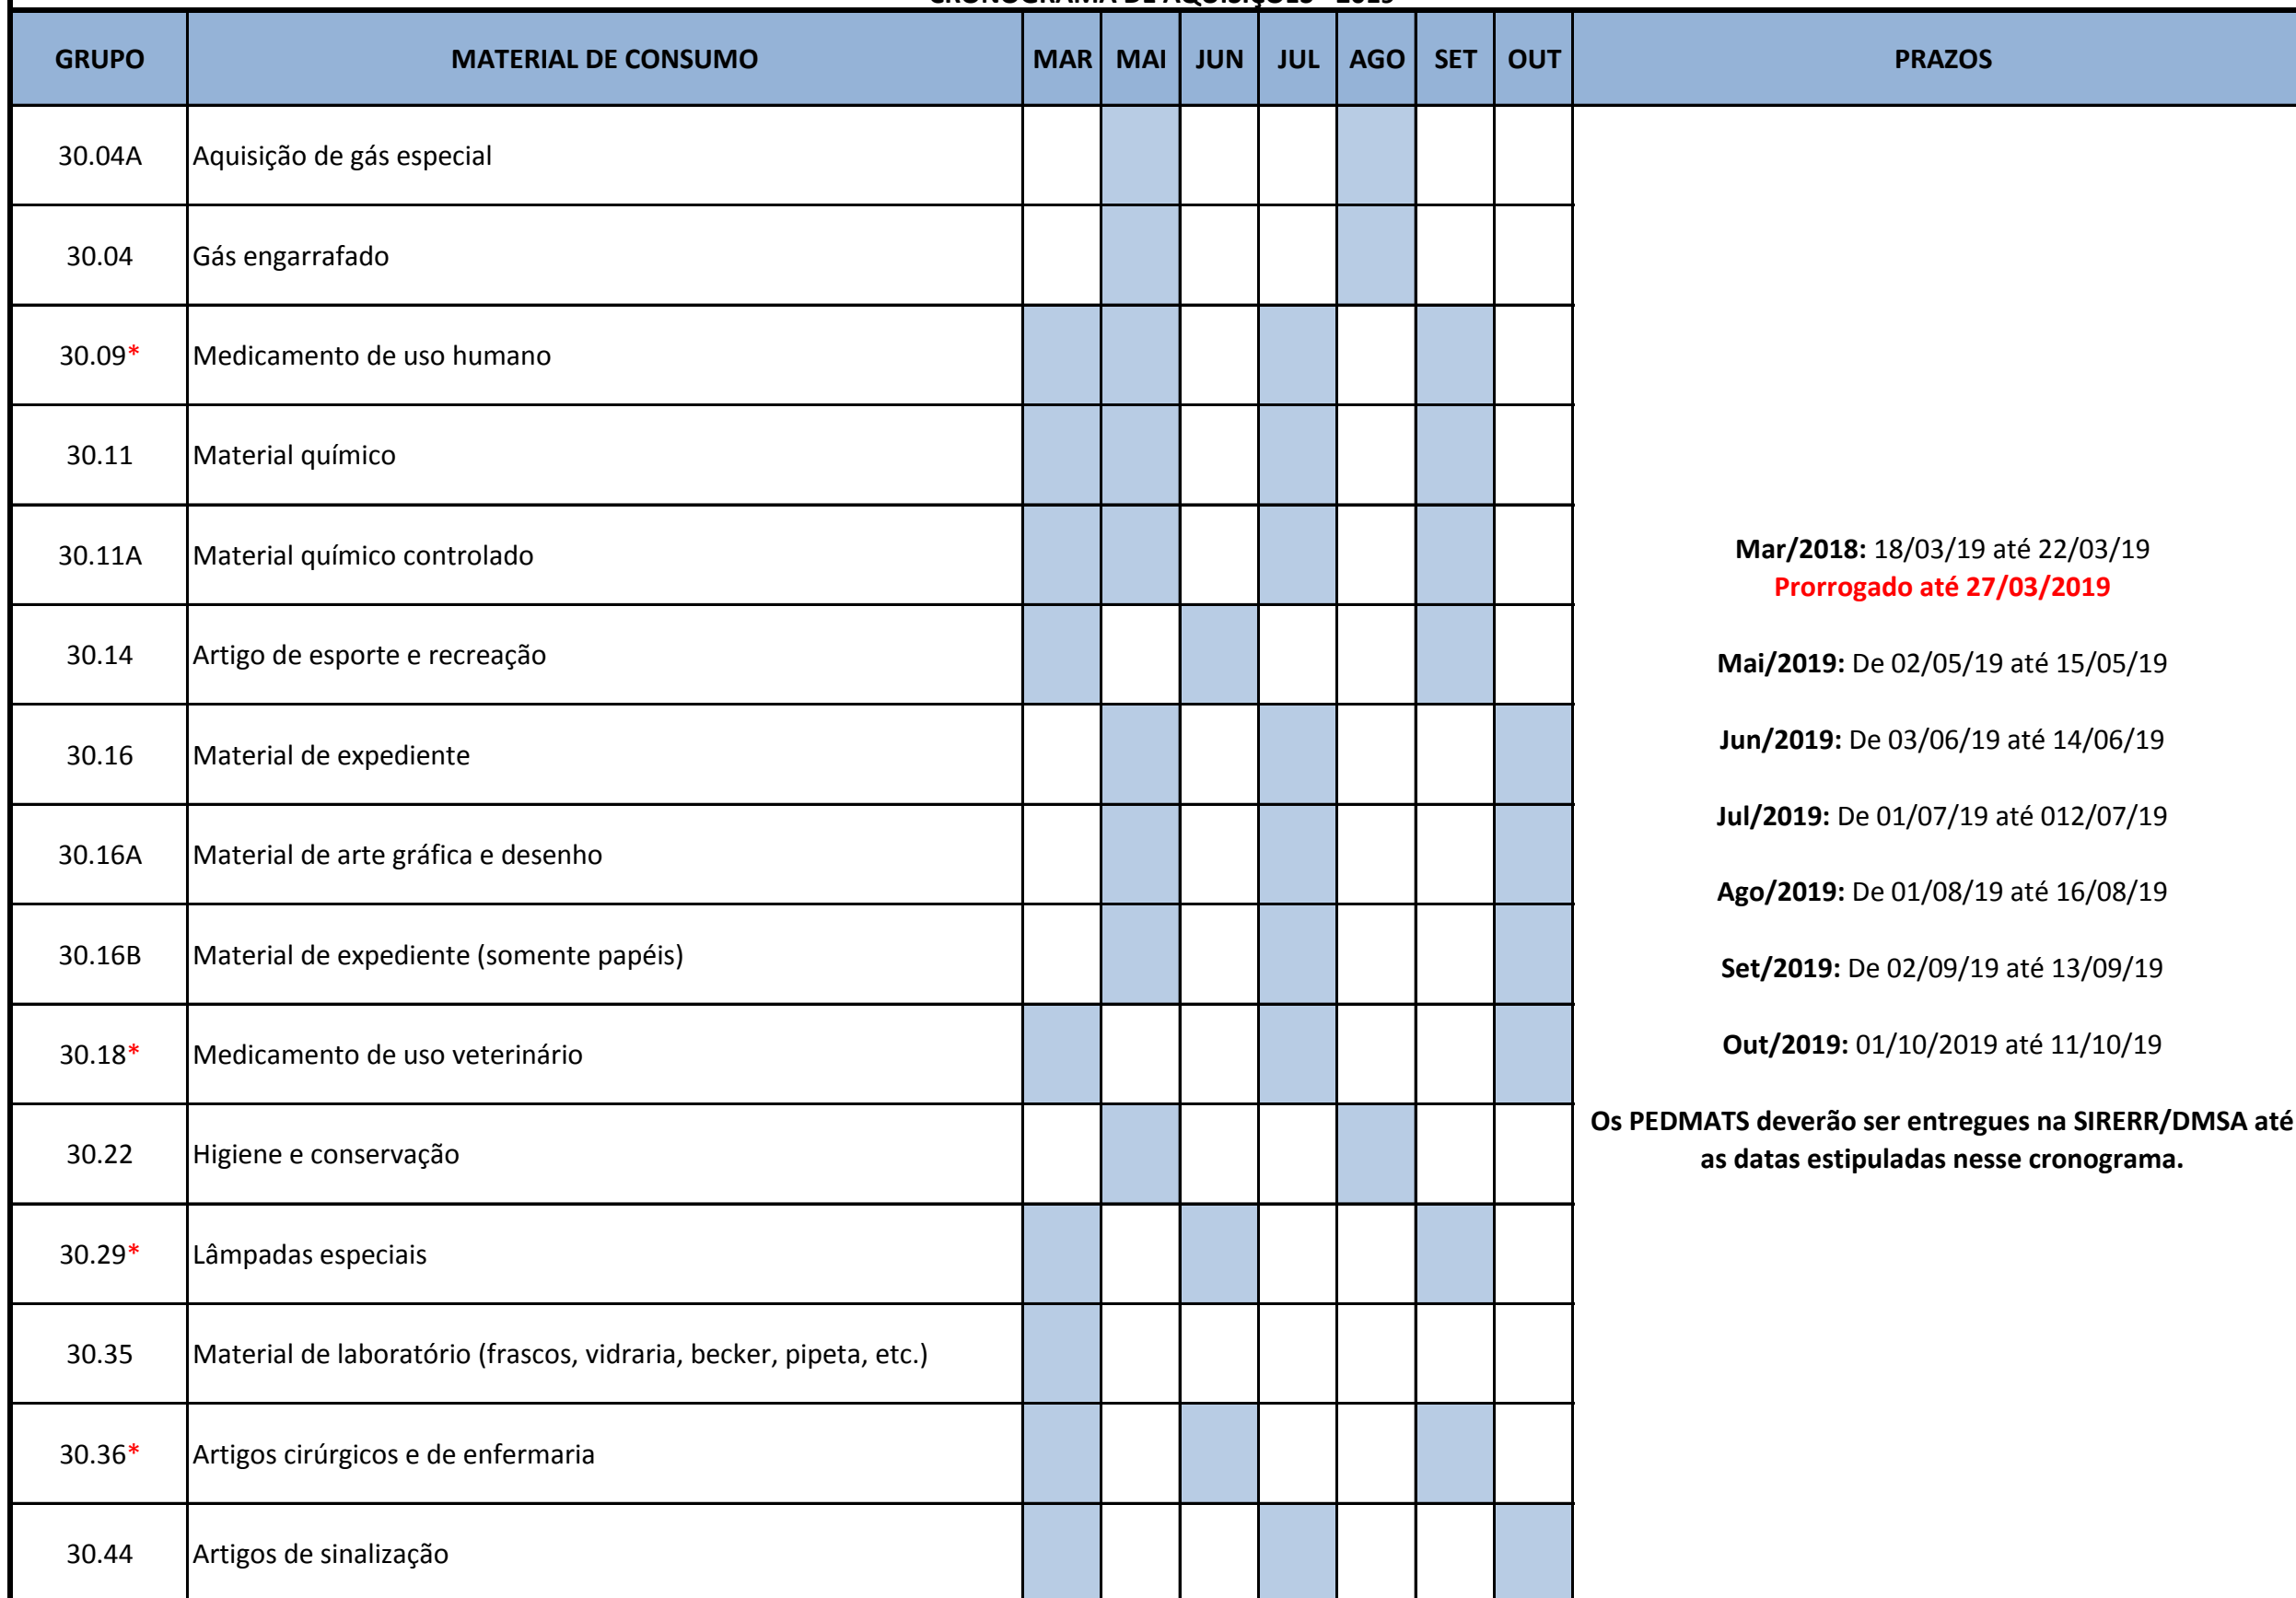 CRONOGRAMA DE AQUISIÇÕES - 2019
GRUPO MATERIAL DE CONSUMO MAR MAI JUN JUL AGO SET OUT PRAZOS
30.04A Aquisição de gás especial
30.04 Gás engarrafado
30.09* Medicamento de uso humano
30.11 Material químico
30.11A Material químico controlado
30.14 Artigo de esporte e recreação
30.16 Material de expediente
30.16A Material de arte gráfica e desenho
30.16B Material de expediente (somente papéis)
30.18* Medicamento de uso veterinário
30.22 Higiene e conservação
30.29* Lâmpadas especiais
30.35 Material de laboratório (frascos, vidraria, becker, pipeta, etc.)
30.36* Artigos cirúrgicos e de enfermaria
30.44 Artigos de sinalização
Mar/2018: 18/03/19 até 22/03/19
Prorrogado até 27/03/2019
Mai/2019: De 02/05/19 até 15/05/19
Jun/2019: De 03/06/19 até 14/06/19
Jul/2019: De 01/07/19 até 012/07/19
Ago/2019: De 01/08/19 até 16/08/19
Set/2019: De 02/09/19 até 13/09/19
Out/2019: 01/10/2019 até 11/10/19
Os PEDMATS deverão ser entregues na SIRERR/DMSA até
as datas estipuladas nesse cronograma.